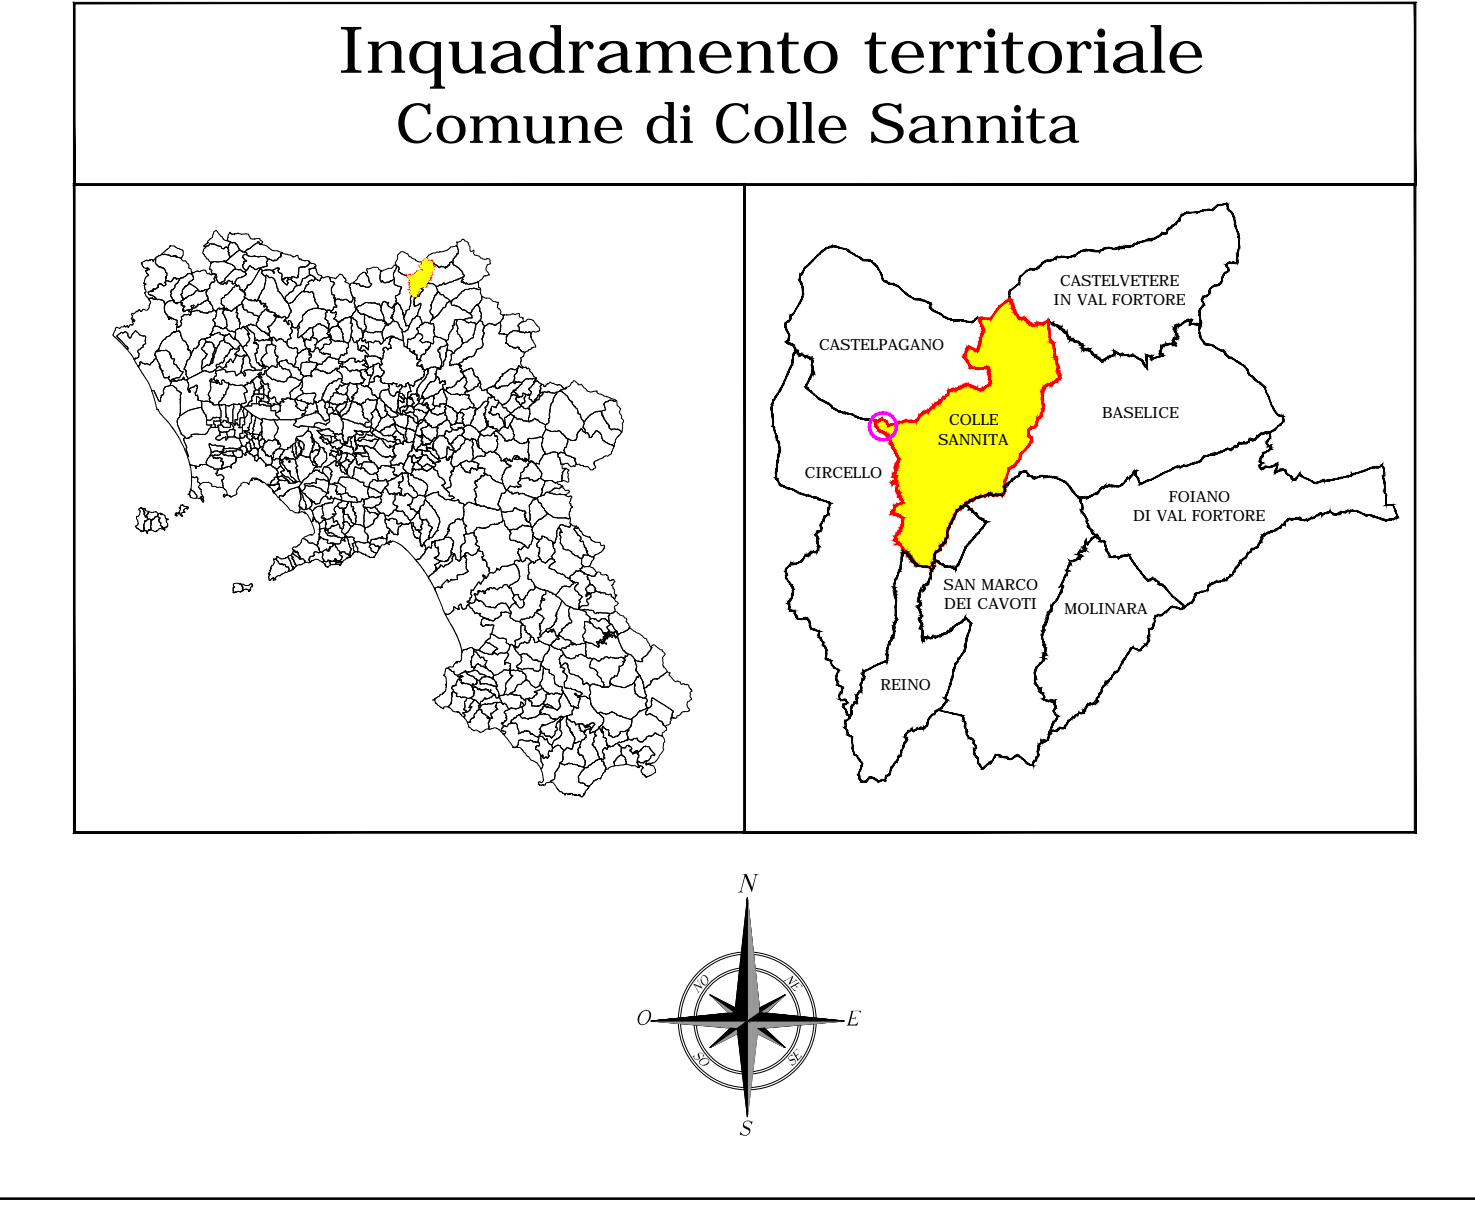 Inquadramento territoriale
Comune di Colle Sannita
CASTELVETERE
IN VAL FORTORE
CASTELPAGANO
COLLE
SANNITA
BASELICE
CIRCELLO
FOIANO
DI VAL FORTORE
SAN MARCO
DEI CAVOTI
MOLINARA
REINO
N
NO
NE
O
E
SO
SE
S